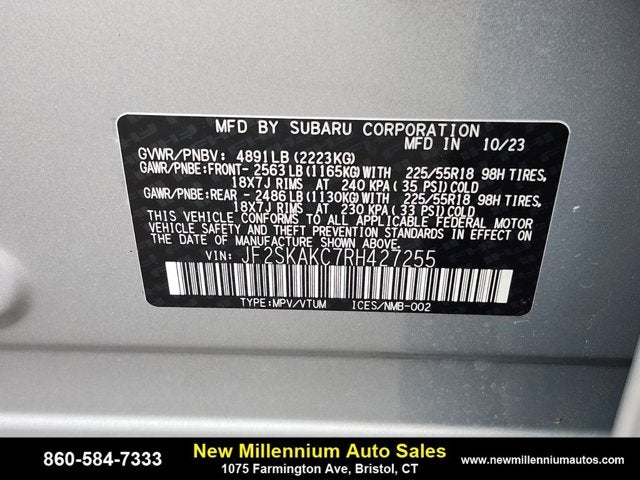 MFD BY SUBARU CORPORATION
MFD IN 10/23
GVWR/PNBV: 4891LB(2223KG)
GAWR/PNBE:FRONT- 2563LB(1165KG)WITH 225/55R18 98H TIRES,
18X7J RIMS AT 240 KPA(35 PSI)COLD
GAWR/PNBE:REAR - 2486LB(1130KG)WITH 225/55R18 98H TIRES,
18X7J RIMS AT 230 KPA(33 PSI)COLD
THIS VEHICLE CONFORMS TO ALL APPLICABLE FEDERAL MOTOR
VEHICLE SAFETY AND THEFT PREVENTION STANDARDS IN EFFECT
ON THE DATE OF MANUFACTURE SHOWN ABOVE.
VIN: JF2SKAKC7RH427255
TYPE:MPV/VTUM ICES/NMB-002
860-584-7333
New Millennium Auto Sales
1075 Farmington Ave, Bristol, CT
www.newmillenniumautos.com